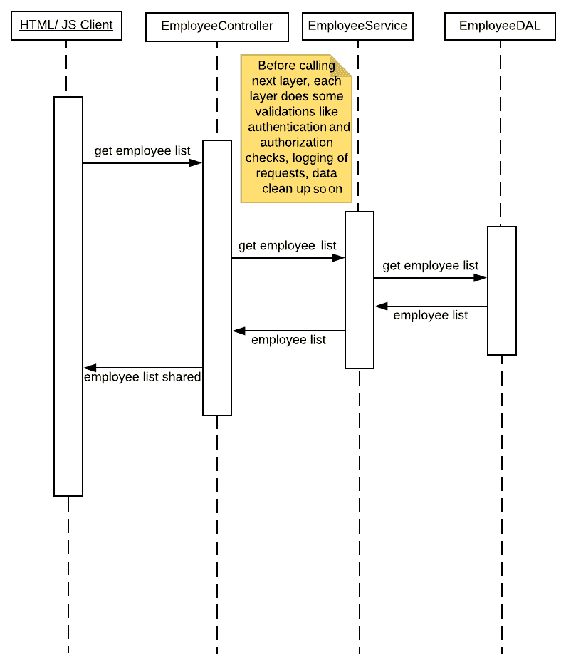 HTML/ JS Client
EmployeeController
EmployeeService
EmployeeDAL
Before calling
next layer, each
layer does some
validations like
authentication and
authorization
checks, logging of
requests, data
clean up so on
get employee list
get employee list
get employee list
employee list
employee list
employee list shared